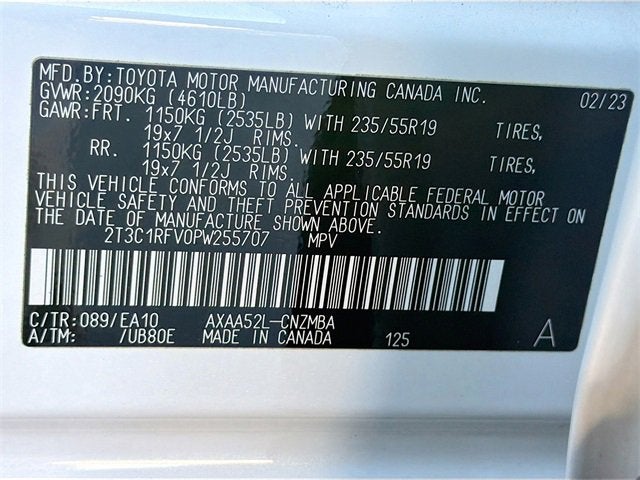 MFD.BY:TOYOTA MOTOR MANUFACTURING CANADA INC. 02/23
GVWR:2090KG (4610LB)
GAWR:FRT. 1150KG (2535LB) WITH 235/55R19 TIRES,
19x7 1/2J RIMS.
RR. 1150KG (2535LB) WITH 235/55R19 TIRES,
19x7 1/2J RIMS.
THIS VEHICLE CONFORMS TO ALL APPLICABLE FEDERAL MOTOR
VEHICLE SAFETY AND THEFT PREVENTION STANDARDS IN EFFECT ON
THE DATE OF MANUFACTURE SHOWN ABOVE.
2T3C1RFV0PW255707 MPV
C/TR:089/EA10 AXAA52L-CNZMBA
A/TM: /UB80E MADE IN CANADA 125 A